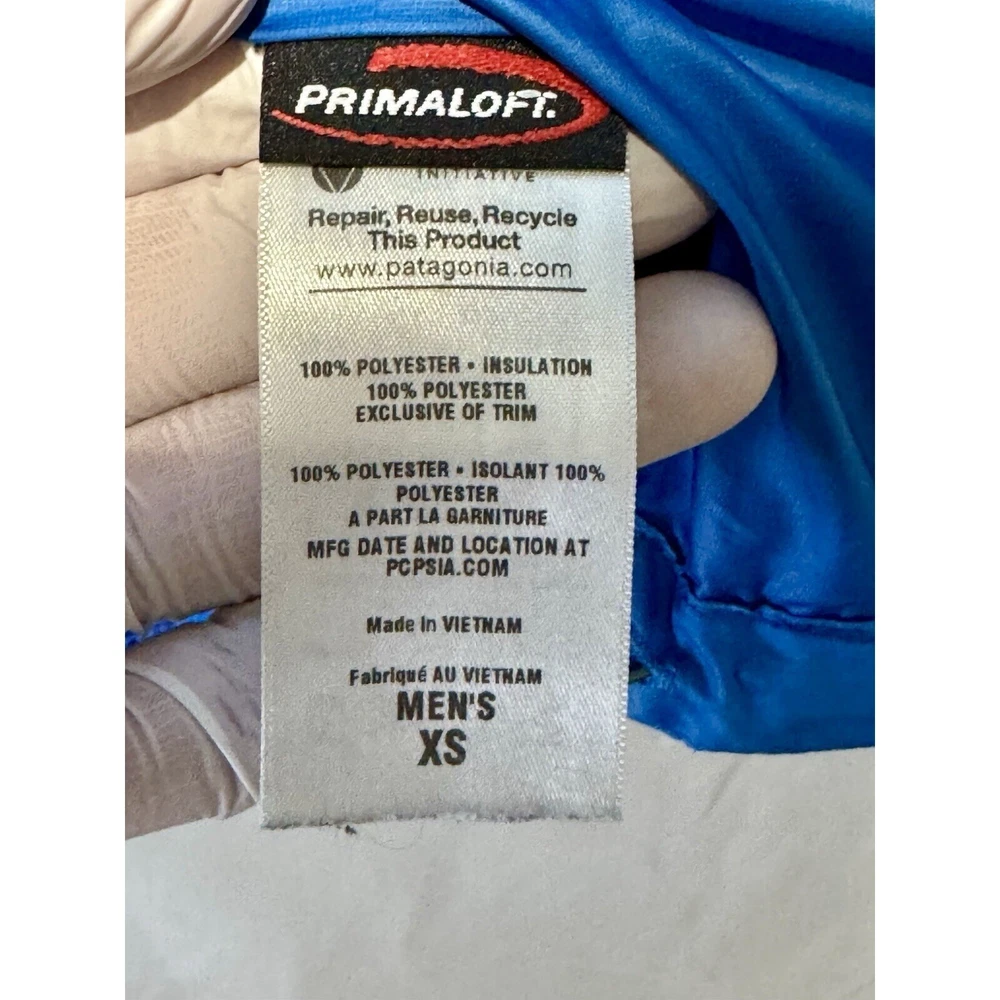 PRIMALOFT.
INITIATIVE
Repair, Reuse, Recycle
This Product
www.patagonia.com
100% POLYESTER • INSULATION
100% POLYESTER
EXCLUSIVE OF TRIM
100% POLYESTER • ISOLANT 100%
POLYESTER
A PART LA GARNITURE
MFG DATE AND LOCATION AT
PCPSIA.COM
Made in VIETNAM
Fabriqué AU VIETNAM
MEN'S
XS